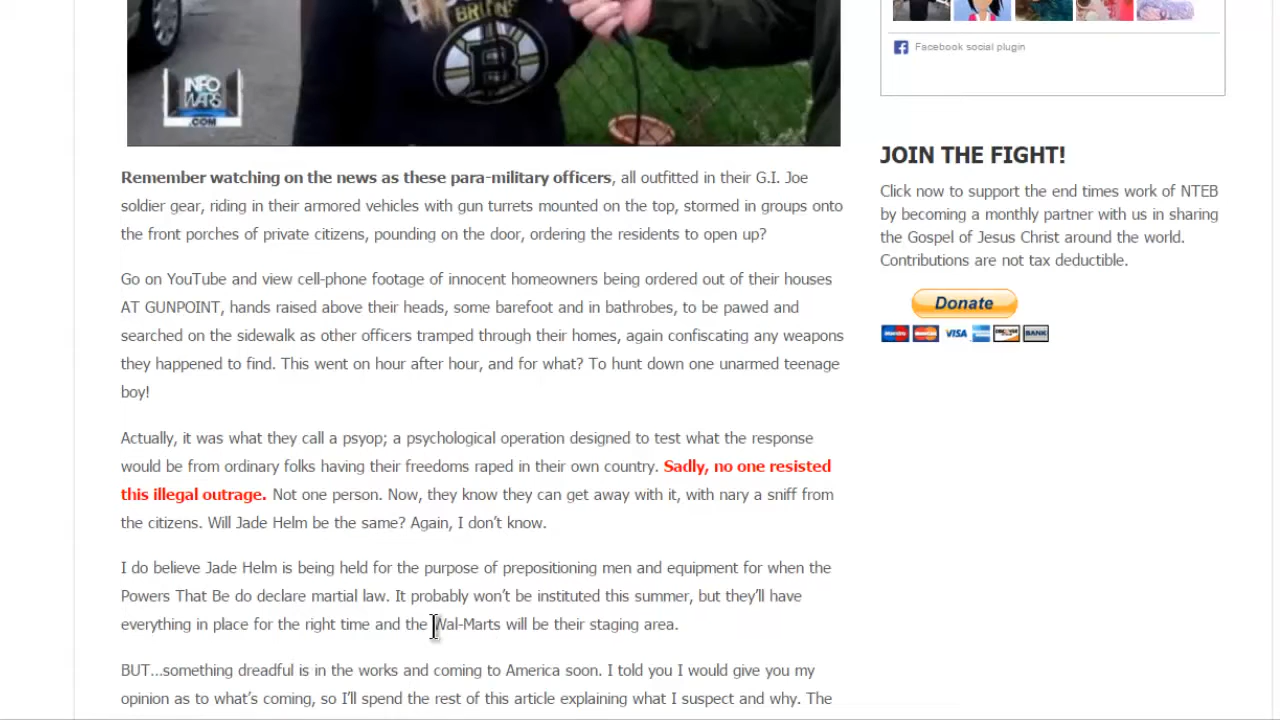 BRUINS
B
INFO
WARS
.COM
Remember watching on the news as these para-military officers, all outfitted in their G.I. Joe
soldier gear, riding in their armored vehicles with gun turrets mounted on the top, stormed in groups onto
the front porches of private citizens, pounding on the door, ordering the residents to open up?
Go on YouTube and view cell-phone footage of innocent homeowners being ordered out of their houses
AT GUNPOINT, hands raised above their heads, some barefoot and in bathrobes, to be pawed and
searched on the sidewalk as other officers tramped through their homes, again confiscating any weapons
they happened to find. This went on hour after hour, and for what? To hunt down one unarmed teenage
boy!
Actually, it was what they call a psyop; a psychological operation designed to test what the response
would be from ordinary folks having their freedoms raped in their own country. Sadly, no one resisted
this illegal outrage. Not one person. Now, they know they can get away with it, with nary a sniff from
the citizens. Will Jade Helm be the same? Again, I don’t know.
I do believe Jade Helm is being held for the purpose of prepositioning men and equipment for when the
Powers That Be do declare martial law. It probably won’t be instituted this summer, but they’ll have
everything in place for the right time and the Wal-Marts will be their staging area.
BUT…something dreadful is in the works and coming to America soon. I told you I would give you my
opinion as to what’s coming, so I’ll spend the rest of this article explaining what I suspect and why. The
Facebook social plugin
JOIN THE FIGHT!
Click now to support the end times work of NTEB
by becoming a monthly partner with us in sharing
the Gospel of Jesus Christ around the world.
Contributions are not tax deductible.
Donate
VISA
BANK